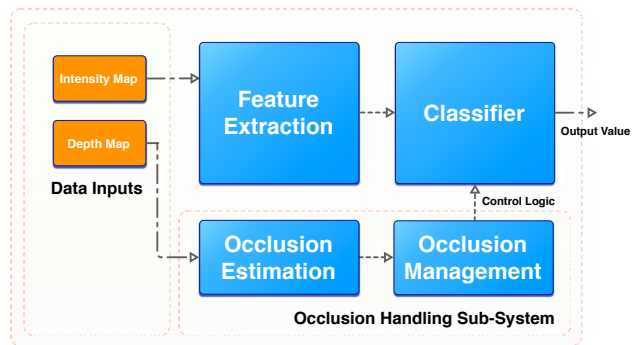 Intensity Map
Depth Map
Data Inputs
Feature
Extraction
Classifier
Output Value
Control Logic
Occlusion
Estimation
Occlusion
Management
Occlusion Handling Sub-System